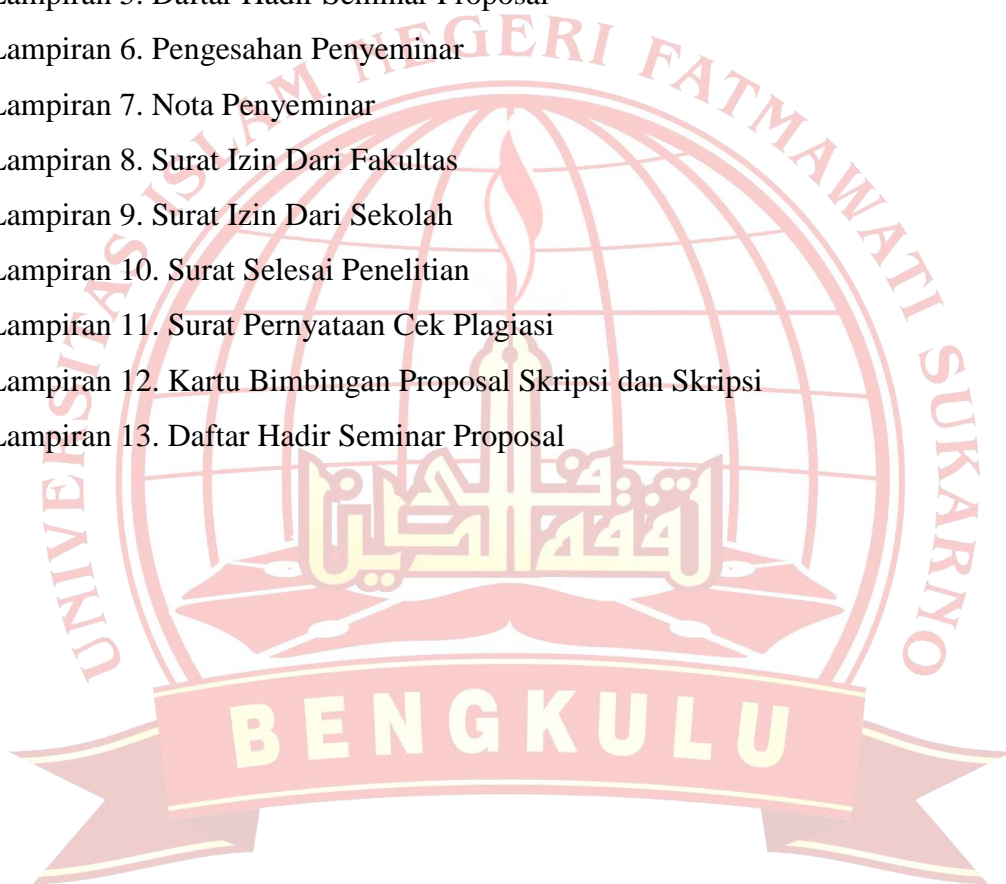 Lampiran 5. Daftar Hadir Seminar Proposal
Lampiran 6. Pengesahan Penyeminar
Lampiran 7. Nota Penyeminar
Lampiran 8. Surat Izin Dari Fakultas
Lampiran 9. Surat Izin Dari Sekolah
Lampiran 10. Surat Selesai Penelitian
Lampiran 11. Surat Pernyataan Cek Plagiasi
Lampiran 12. Kartu Bimbingan Proposal Skripsi dan Skripsi
Lampiran 13. Daftar Hadir Seminar Proposal
UNIVERSITAS ISLAM NEGERI FATMAWATI SUKARNO
BENGKULU